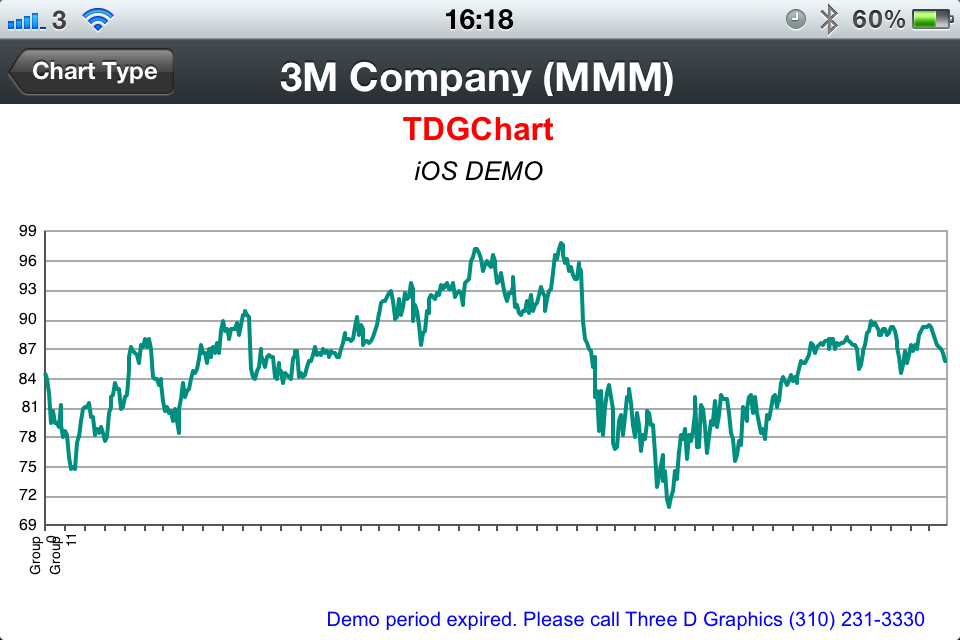 3 16:18 60%
Chart Type 3M Company (MMM)
TDGChart
iOS DEMO
99
96
93
90
87
84
81
78
75
72
69
Group 0
Group 11
Demo period expired. Please call Three D Graphics (310) 231-3330